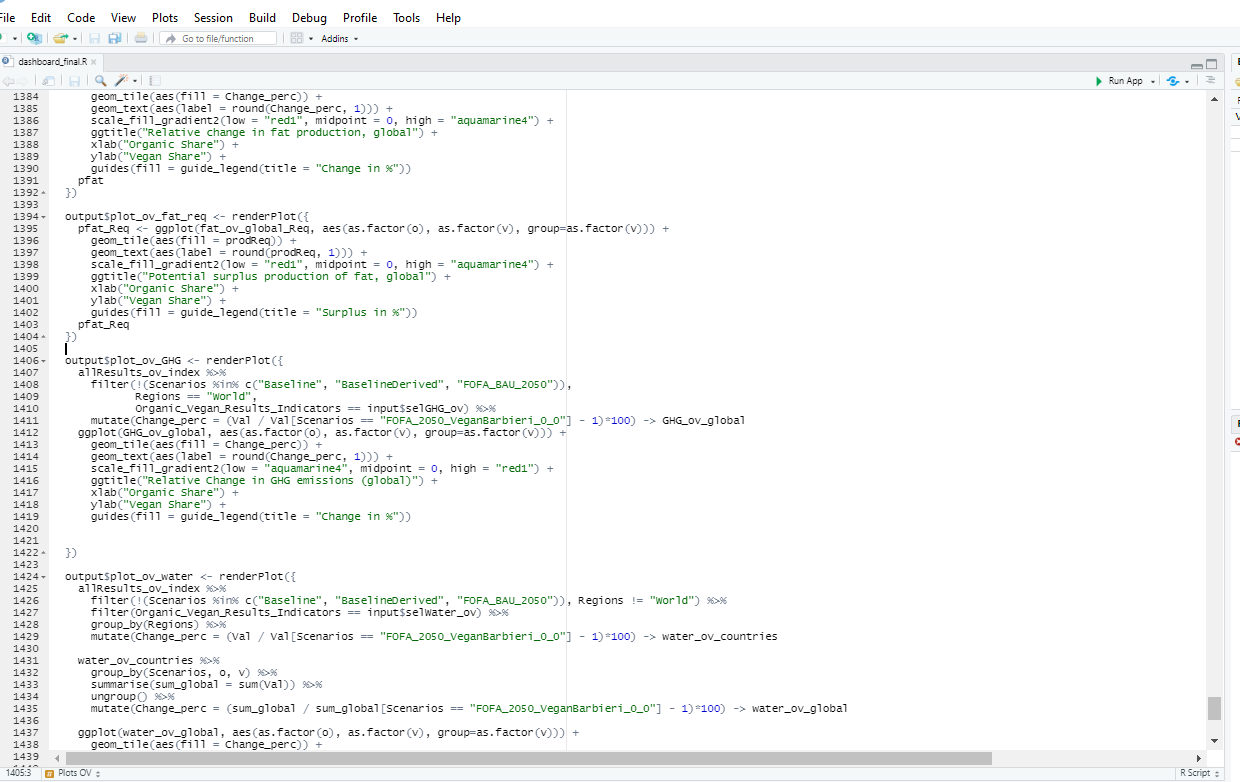 File Edit Code View Plots Session Build Debug Profile Tools Help
Go to file/function Addins
dashboard_final.R
Run App
1384 geom_tile(aes(fill = Change_perc)) +
1385 geom_text(aes(label = round(Change_perc, 1))) +
1386 scale_fill_gradient2(low = "red1", midpoint = 0, high = "aquamarine4") +
1387 ggtitle("Relative change in fat production, global") +
1388 xlab("Organic Share") +
1389 ylab("Vegan Share") +
1390 guides(fill = guide_legend(title = "Change in %"))
1391 pfat
1392 })
1393
1394 output$plot_ov_fat_req <- renderPlot({
1395 pfat_Req <- ggplot(fat_ov_global_Req, aes(as.factor(o), as.factor(v), group=as.factor(v))) +
1396 geom_tile(aes(fill = prodReq)) +
1397 geom_text(aes(label = round(prodReq, 1))) +
1398 scale_fill_gradient2(low = "red1", midpoint = 0, high = "aquamarine4") +
1399 ggtitle("Potential surplus production of fat, global") +
1400 xlab("Organic Share") +
1401 ylab("Vegan Share") +
1402 guides(fill = guide_legend(title = "Surplus in %"))
1403 pfat_Req
1404 })
1405
1406 output$plot_ov_GHG <- renderPlot({
1407 allResults_ov_index %>%
1408 filter(!(Scenarios %in% c("Baseline", "BaselineDerived", "FOFA_BAU_2050")),
1409 Regions == "World",
1410 Organic_Vegan_Results_Indicators == input$selGHG_ov) %>%
1411 mutate(Change_perc = (Val / Val[Scenarios == "FOFA_2050_VeganBarbieri_0_0"] - 1)*100) -> GHG_ov_global
1412 ggplot(GHG_ov_global, aes(as.factor(o), as.factor(v), group=as.factor(v))) +
1413 geom_tile(aes(fill = Change_perc)) +
1414 geom_text(aes(label = round(Change_perc, 1))) +
1415 scale_fill_gradient2(low = "aquamarine4", midpoint = 0, high = "red1") +
1416 ggtitle("Relative Change in GHG emissions (global)") +
1417 xlab("Organic Share") +
1418 ylab("Vegan Share") +
1419 guides(fill = guide_legend(title = "Change in %"))
1420
1421
1422 })
1423
1424 output$plot_ov_water <- renderPlot({
1425 allResults_ov_index %>%
1426 filter(!(Scenarios %in% c("Baseline", "BaselineDerived", "FOFA_BAU_2050")), Regions != "World") %>%
1427 filter(Organic_Vegan_Results_Indicators == input$selWater_ov) %>%
1428 group_by(Regions) %>%
1429 mutate(Change_perc = (Val / Val[Scenarios == "FOFA_2050_VeganBarbieri_0_0"] - 1)*100) -> water_ov_countries
1430
1431 water_ov_countries %>%
1432 group_by(Scenarios, o, v) %>%
1433 summarise(sum_global = sum(Val)) %>%
1434 ungroup() %>%
1435 mutate(Change_perc = (sum_global / sum_global[Scenarios == "FOFA_2050_VeganBarbieri_0_0"] - 1)*100) -> water_ov_global
1436
1437 ggplot(water_ov_global, aes(as.factor(o), as.factor(v), group=as.factor(v))) +
1438 geom_tile(aes(fill = Change_perc)) +
1439
1405:3 Plots OV R Script